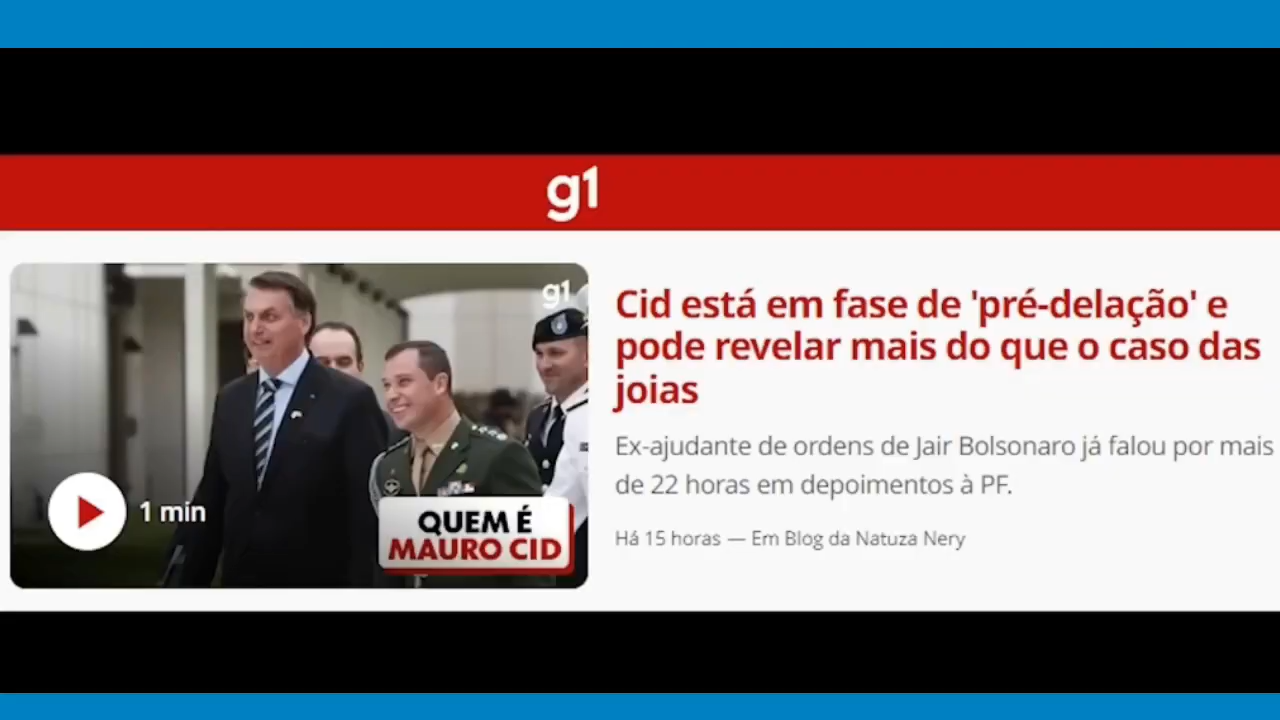 g1
g1
1 min
QUEM É
MAURO CID
Cid está em fase de 'pré-delação' e
pode revelar mais do que o caso das
joias
Ex-ajudante de ordens de Jair Bolsonaro já falou por mais
de 22 horas em depoimentos à PF.
Há 15 horas — Em Blog da Natuza Nery